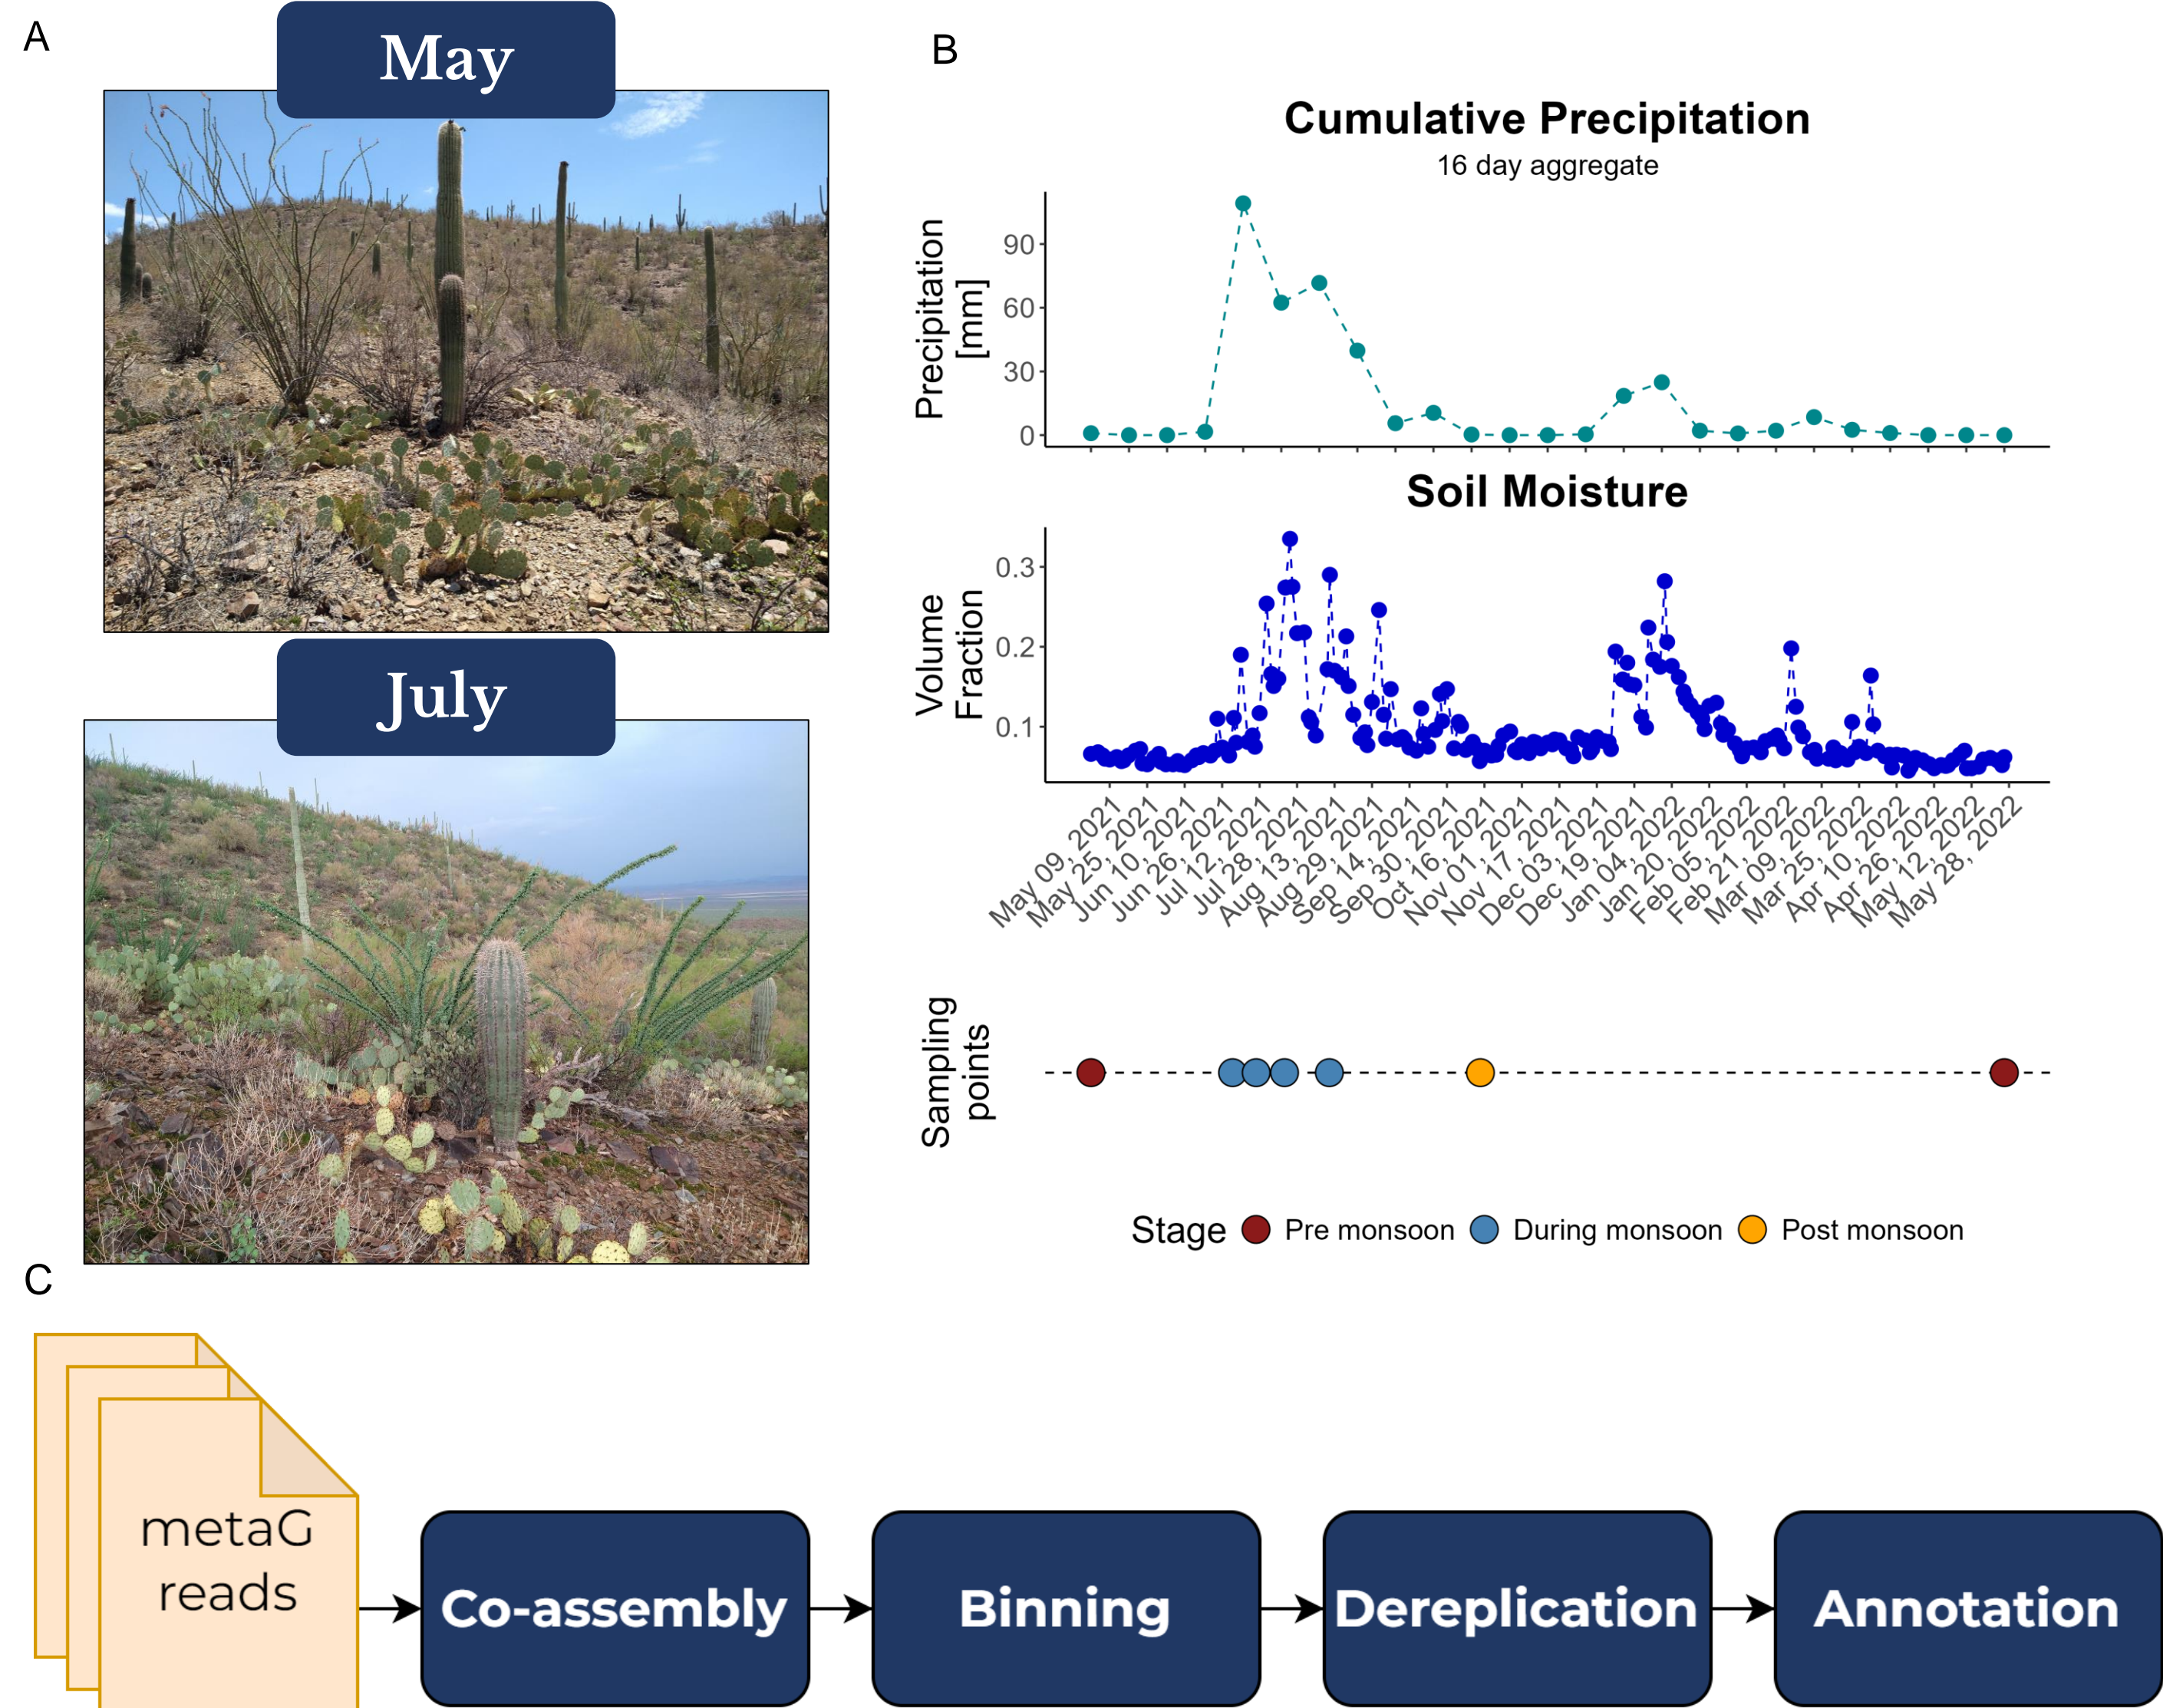 A
May
July
B
Cumulative Precipitation
16 day aggregate
Precipitation
[mm]
90
60
30
0
Soil Moisture
Volume
Fraction
0.3
0.2
0.1
May 09, 2021
May 25, 2021
Jun 10, 2021
Jun 26, 2021
Jul 12, 2021
Jul 28, 2021
Aug 13, 2021
Aug 29, 2021
Sep 14, 2021
Sep 30, 2021
Oct 16, 2021
Nov 01, 2021
Nov 17, 2021
Dec 03, 2021
Dec 19, 2021
Jan 04, 2022
Jan 20, 2022
Feb 05, 2022
Feb 21, 2022
Mar 09, 2022
Mar 25, 2022
Apr 10, 2022
Apr 26, 2022
May 12, 2022
May 28, 2022
Sampling
points
Stage Pre monsoon During monsoon Post monsoon
C
metaG
reads
Co-assembly
Binning
Dereplication
Annotation